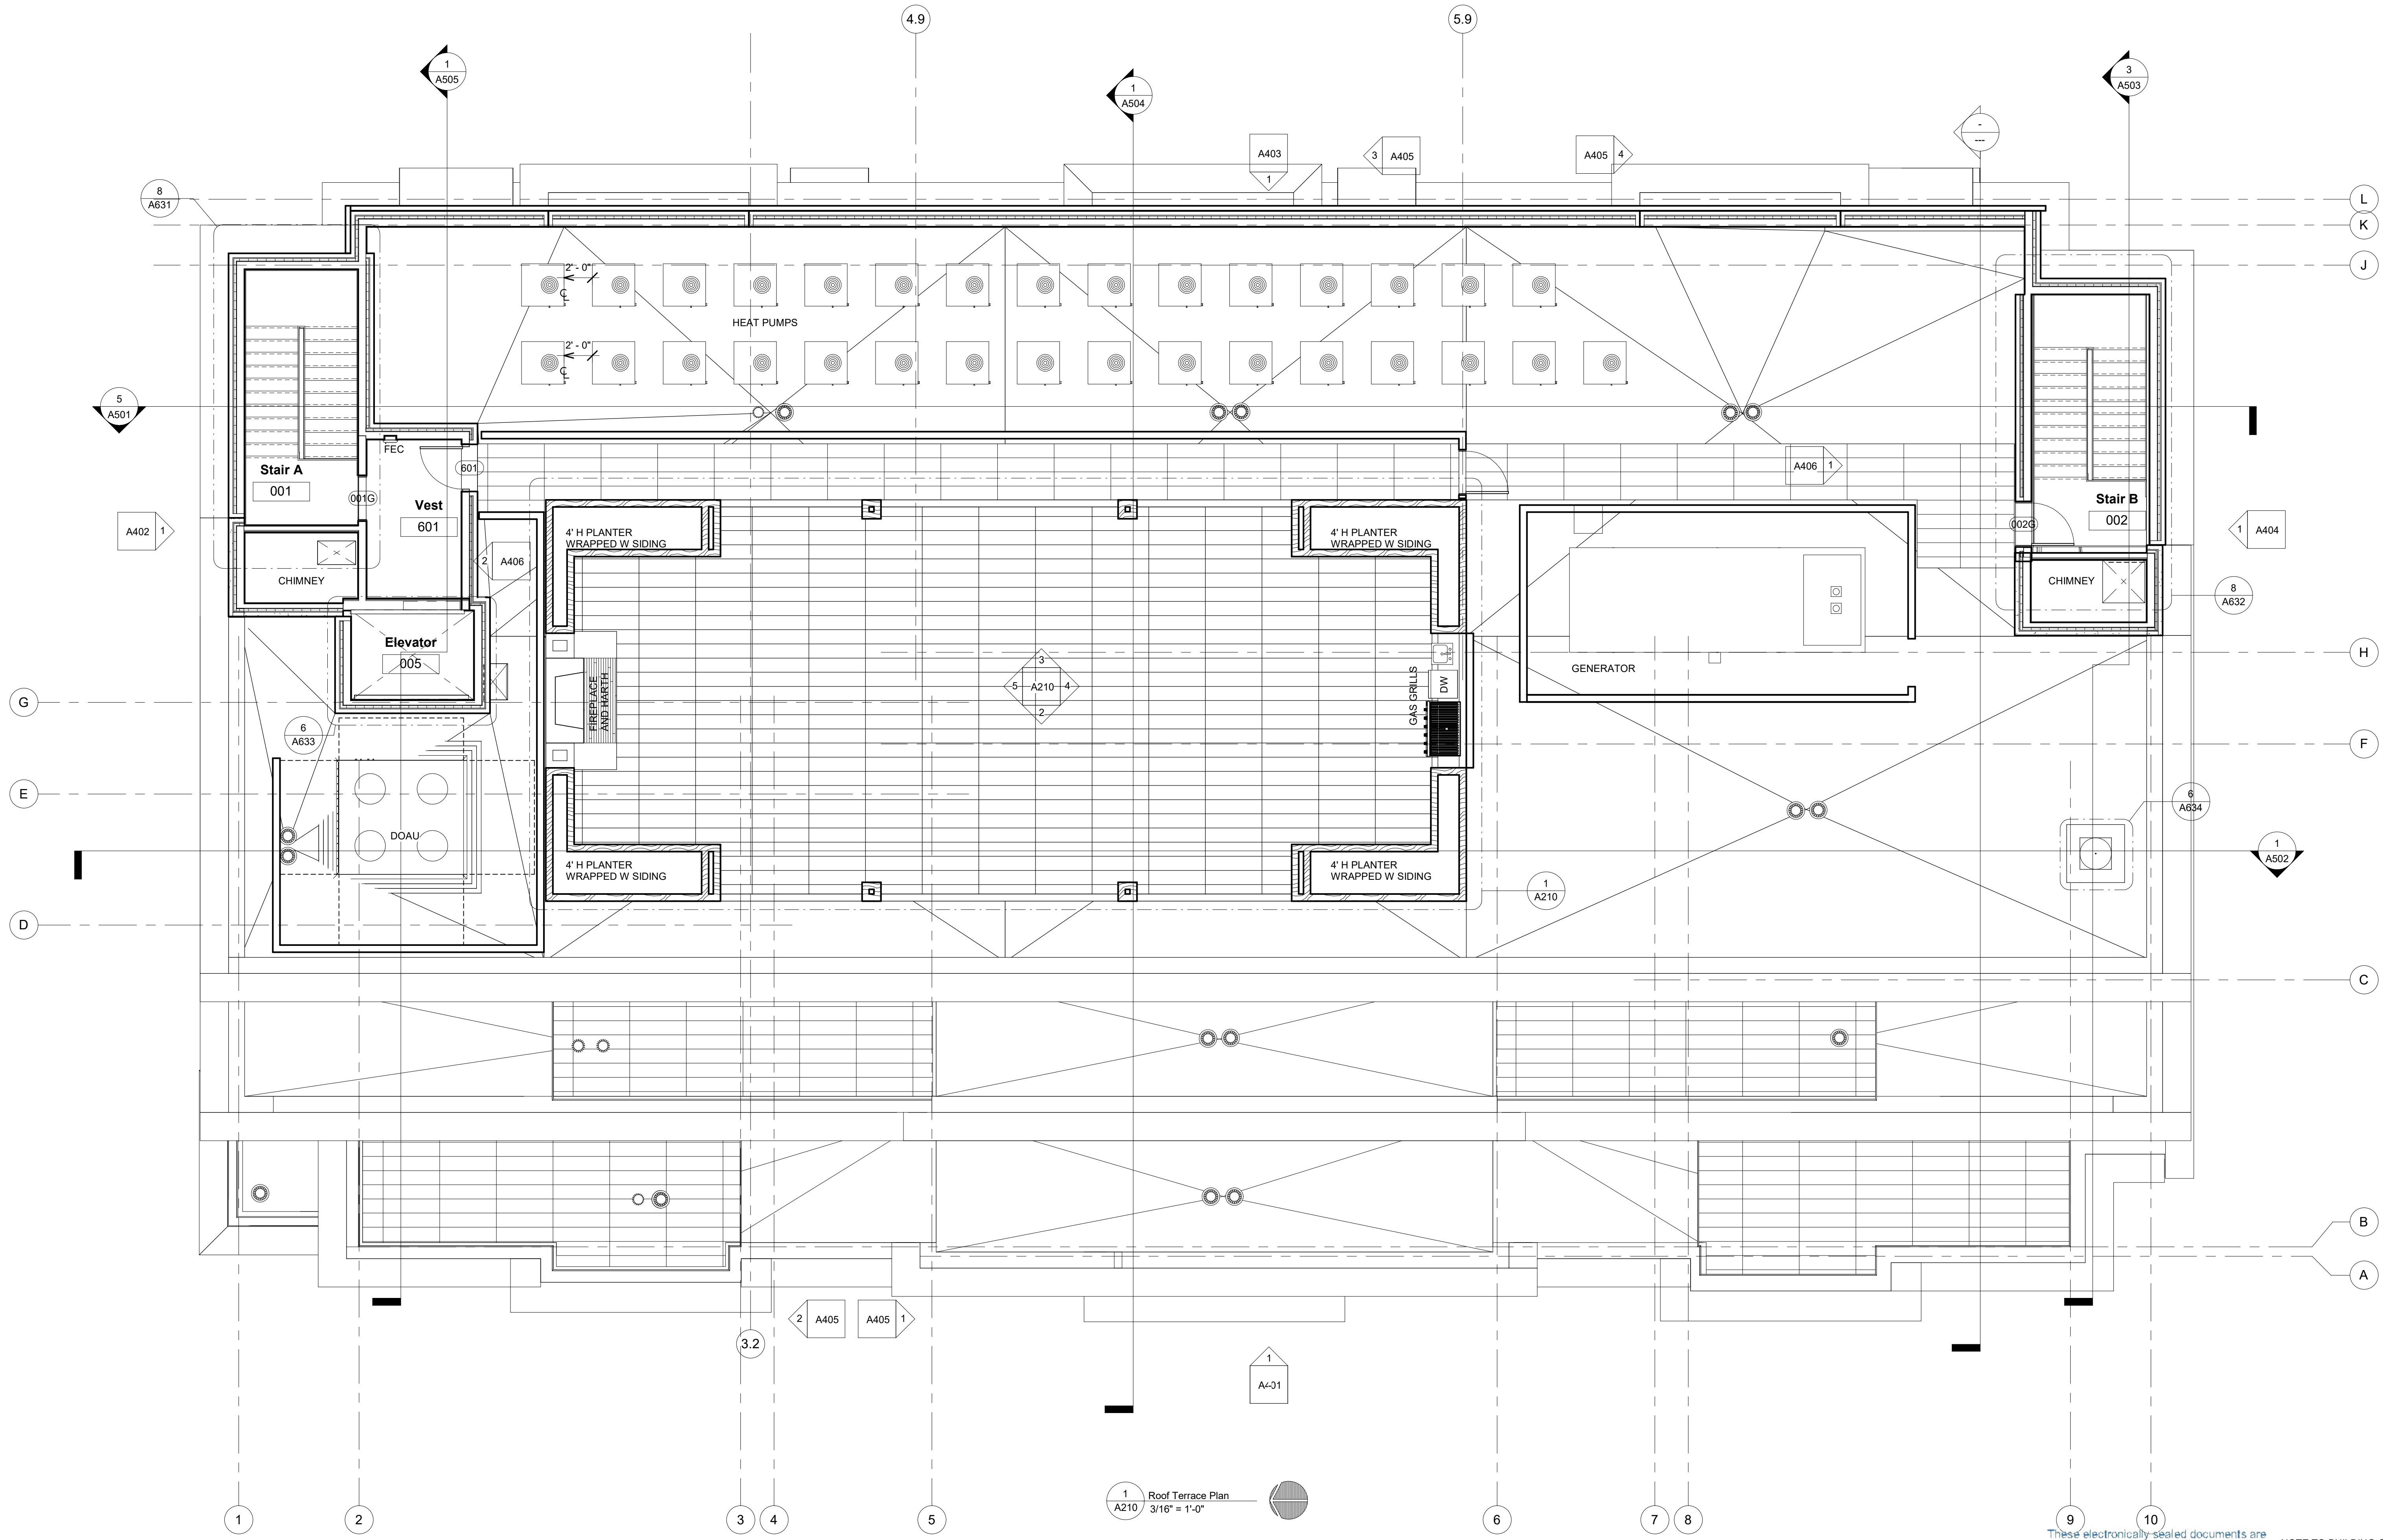 4.9
5.9
1
A505
1
A504
3
A503
-
---
A403
1
3 A405
A405 4
8
A631
L
K
J
2' - 0"
CL
HEAT PUMPS
2' - 0"
CL
5
A501
FEC
601
Stair A
001
001G
Vest
601
A406 1
Stair B
002
002G
A402 1
1 A404
4' H PLANTER
WRAPPED W SIDING
4' H PLANTER
WRAPPED W SIDING
2 A406
CHIMNEY
CHIMNEY
8
A632
Elevator
005
3
5 A210 4
2
FIREPLACE
AND HARTH
GAS GRILLS
DW
GENERATOR
H
G
6
A633
F
E
6
A634
DOAU
1
A502
4' H PLANTER
WRAPPED W SIDING
4' H PLANTER
WRAPPED W SIDING
1
A210
D
C
B
A
2 A405
A405 1
3.2
1
A401
1
A210
Roof Terrace Plan
3/16" = 1'-0"
1
2
3
4
5
6
7
8
9
10
These electronically sealed documents are